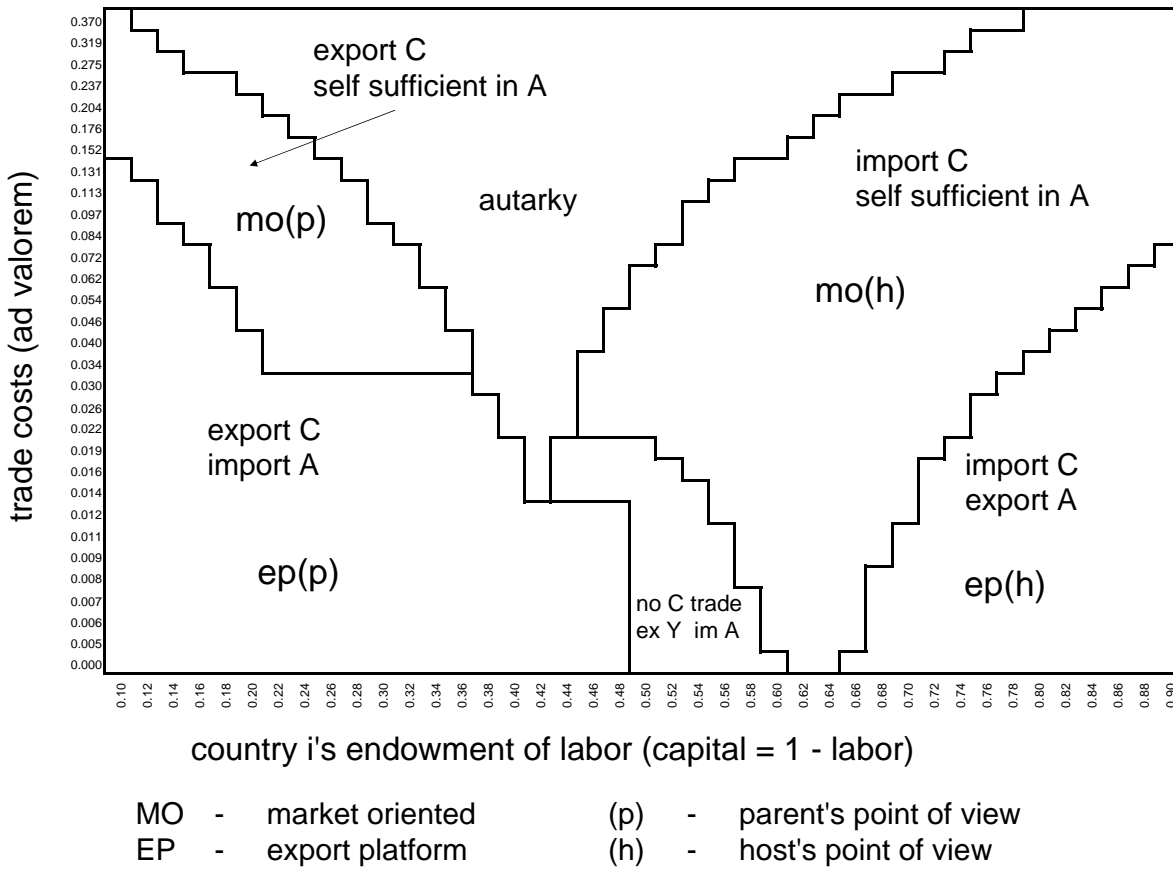 0.370
0.319
0.275
0.237
0.204
0.176
0.152
0.131
0.113
0.097
0.084
0.072
0.062
0.054
0.046
0.040
0.034
0.030
0.026
0.022
0.019
0.016
0.014
0.012
0.011
0.009
0.008
0.007
0.006
0.005
0.000
trade costs (ad valorem)
export C
self sufficient in A
mo(p)
autarky
import C
self sufficient in A
mo(h)
export C
import A
ep(p)
no C trade
ex Y im A
import C
export A
ep(h)
0.10 0.12 0.14 0.16 0.18 0.20 0.22 0.24 0.26 0.28 0.30 0.32 0.34 0.36 0.38 0.40 0.42 0.44 0.46 0.48 0.50 0.52 0.54 0.56 0.58 0.60 0.62 0.64 0.66 0.68 0.70 0.72 0.74 0.76 0.78 0.80 0.82 0.84 0.86 0.88 0.90
country i's endowment of labor (capital = 1 - labor)
MO - market oriented (p) - parent's point of view
EP - export platform (h) - host's point of view